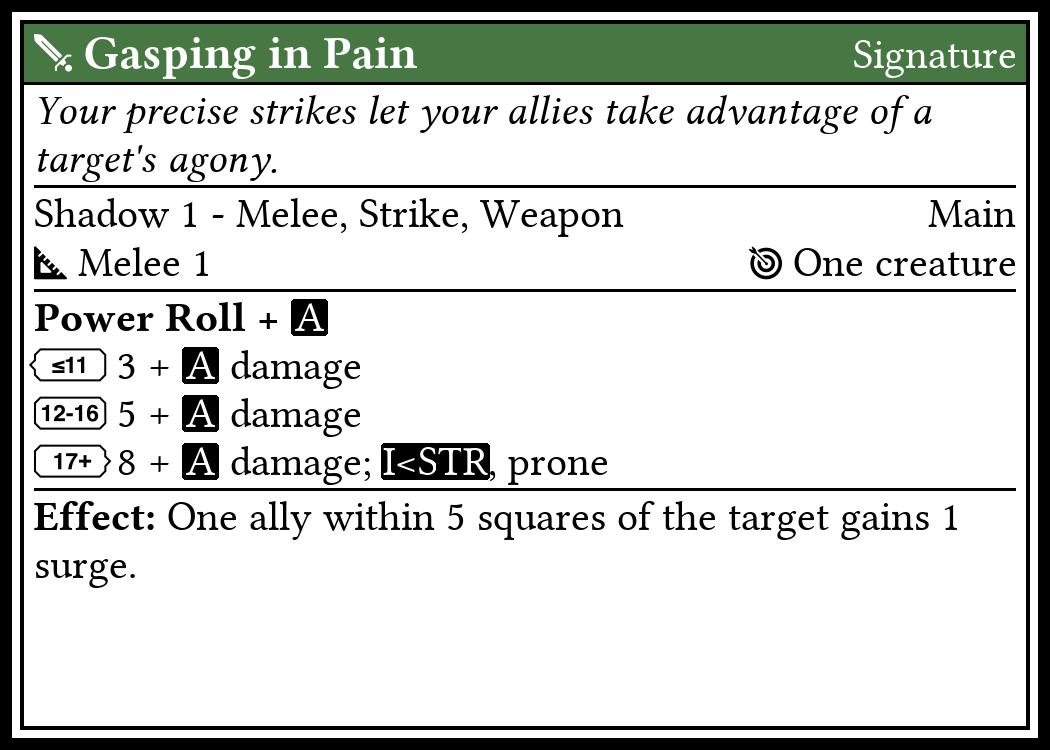 Gasping in Pain Signature
Your precise strikes let your allies take advantage of a
target's agony.
Shadow 1 - Melee, Strike, Weapon Main
Melee 1 One creature
Power Roll + A
≤11 3 + A damage
12-16 5 + A damage
17+ 8 + A damage; I<STR, prone
Effect: One ally within 5 squares of the target gains 1
surge.